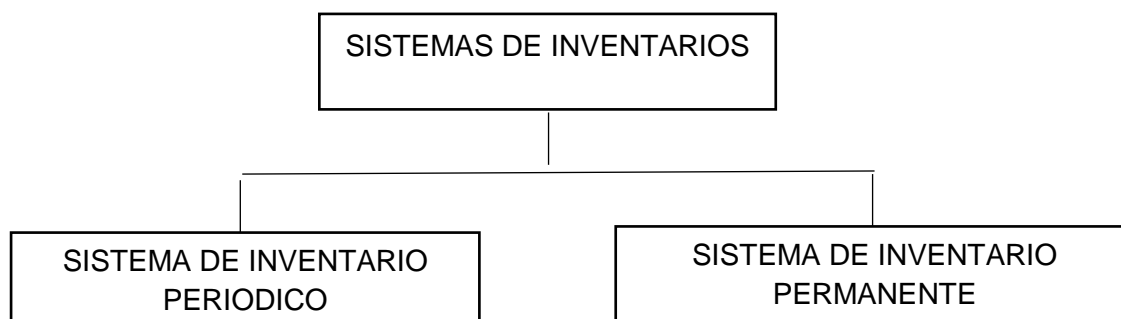 SISTEMAS DE INVENTARIOS
SISTEMA DE INVENTARIO
PERIODICO
SISTEMA DE INVENTARIO
PERMANENTE